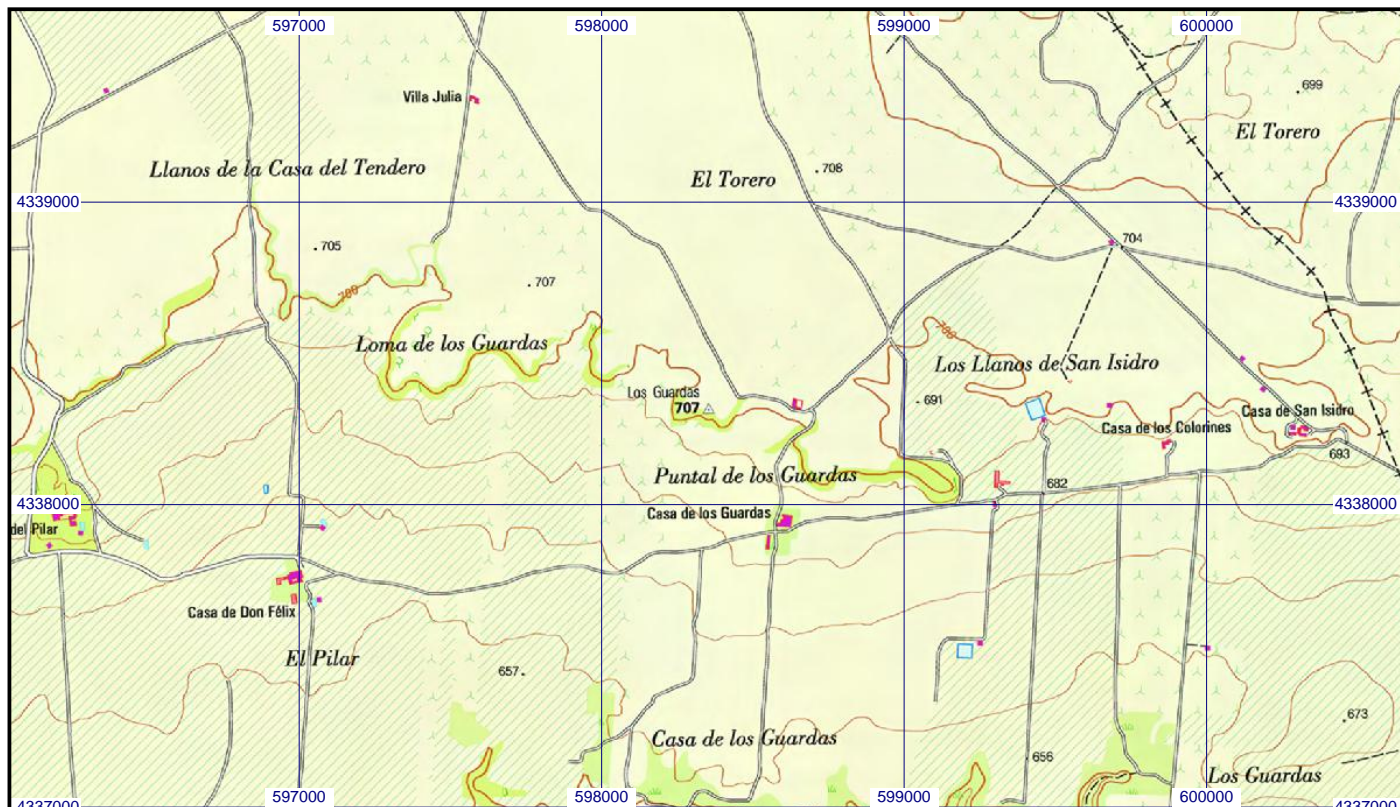 597000
598000
599000
600000
699
Villa Julia
El Torero
Llanos de la Casa del Tendero
El Torero
708
4339000
4339000
705
704
707
700
700
Loma de los Guardas
Los Llanos de San Isidro
Los Guardas
707
691
Casa de San Isidro
Casa de los Colorines
693
Puntal de los Guardas
682
4338000
4338000
Casa de los Guardas
del Pilar
Casa de Don Félix
El Pilar
657
673
Casa de los Guardas
656
Los Guardas
597000
598000
599000
600000
4337000
4337000